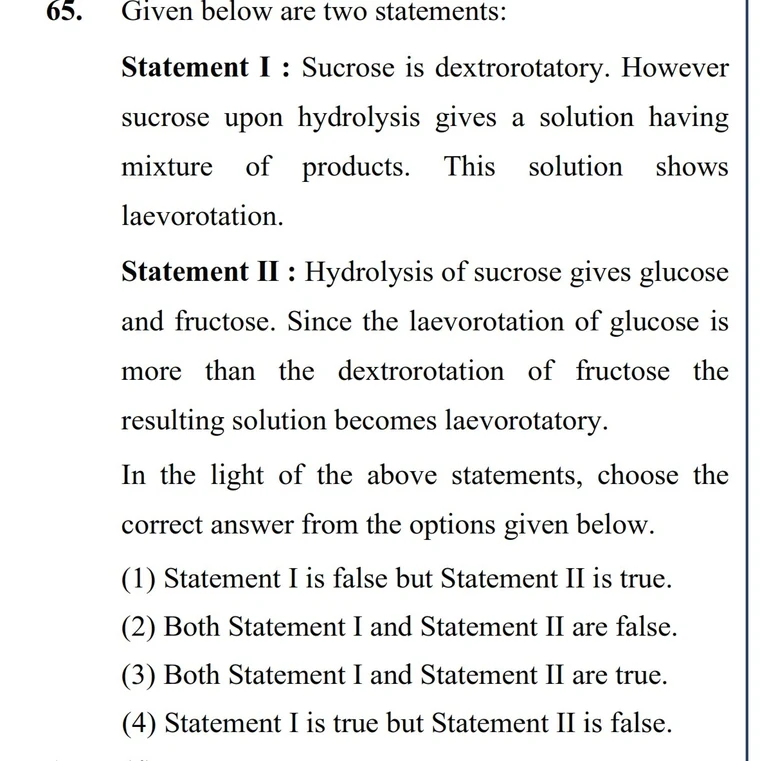 65. Given below are two statements:
Statement I : Sucrose is dextrorotatory. However
sucrose upon hydrolysis gives a solution having
mixture of products. This solution shows
laevorotation.
Statement II : Hydrolysis of sucrose gives glucose
and fructose. Since the laevorotation of glucose is
more than the dextrorotation of fructose the
resulting solution becomes laevorotatory.
In the light of the above statements, choose the
correct answer from the options given below.
(1) Statement I is false but Statement II is true.
(2) Both Statement I and Statement II are false.
(3) Both Statement I and Statement II are true.
(4) Statement I is true but Statement II is false.